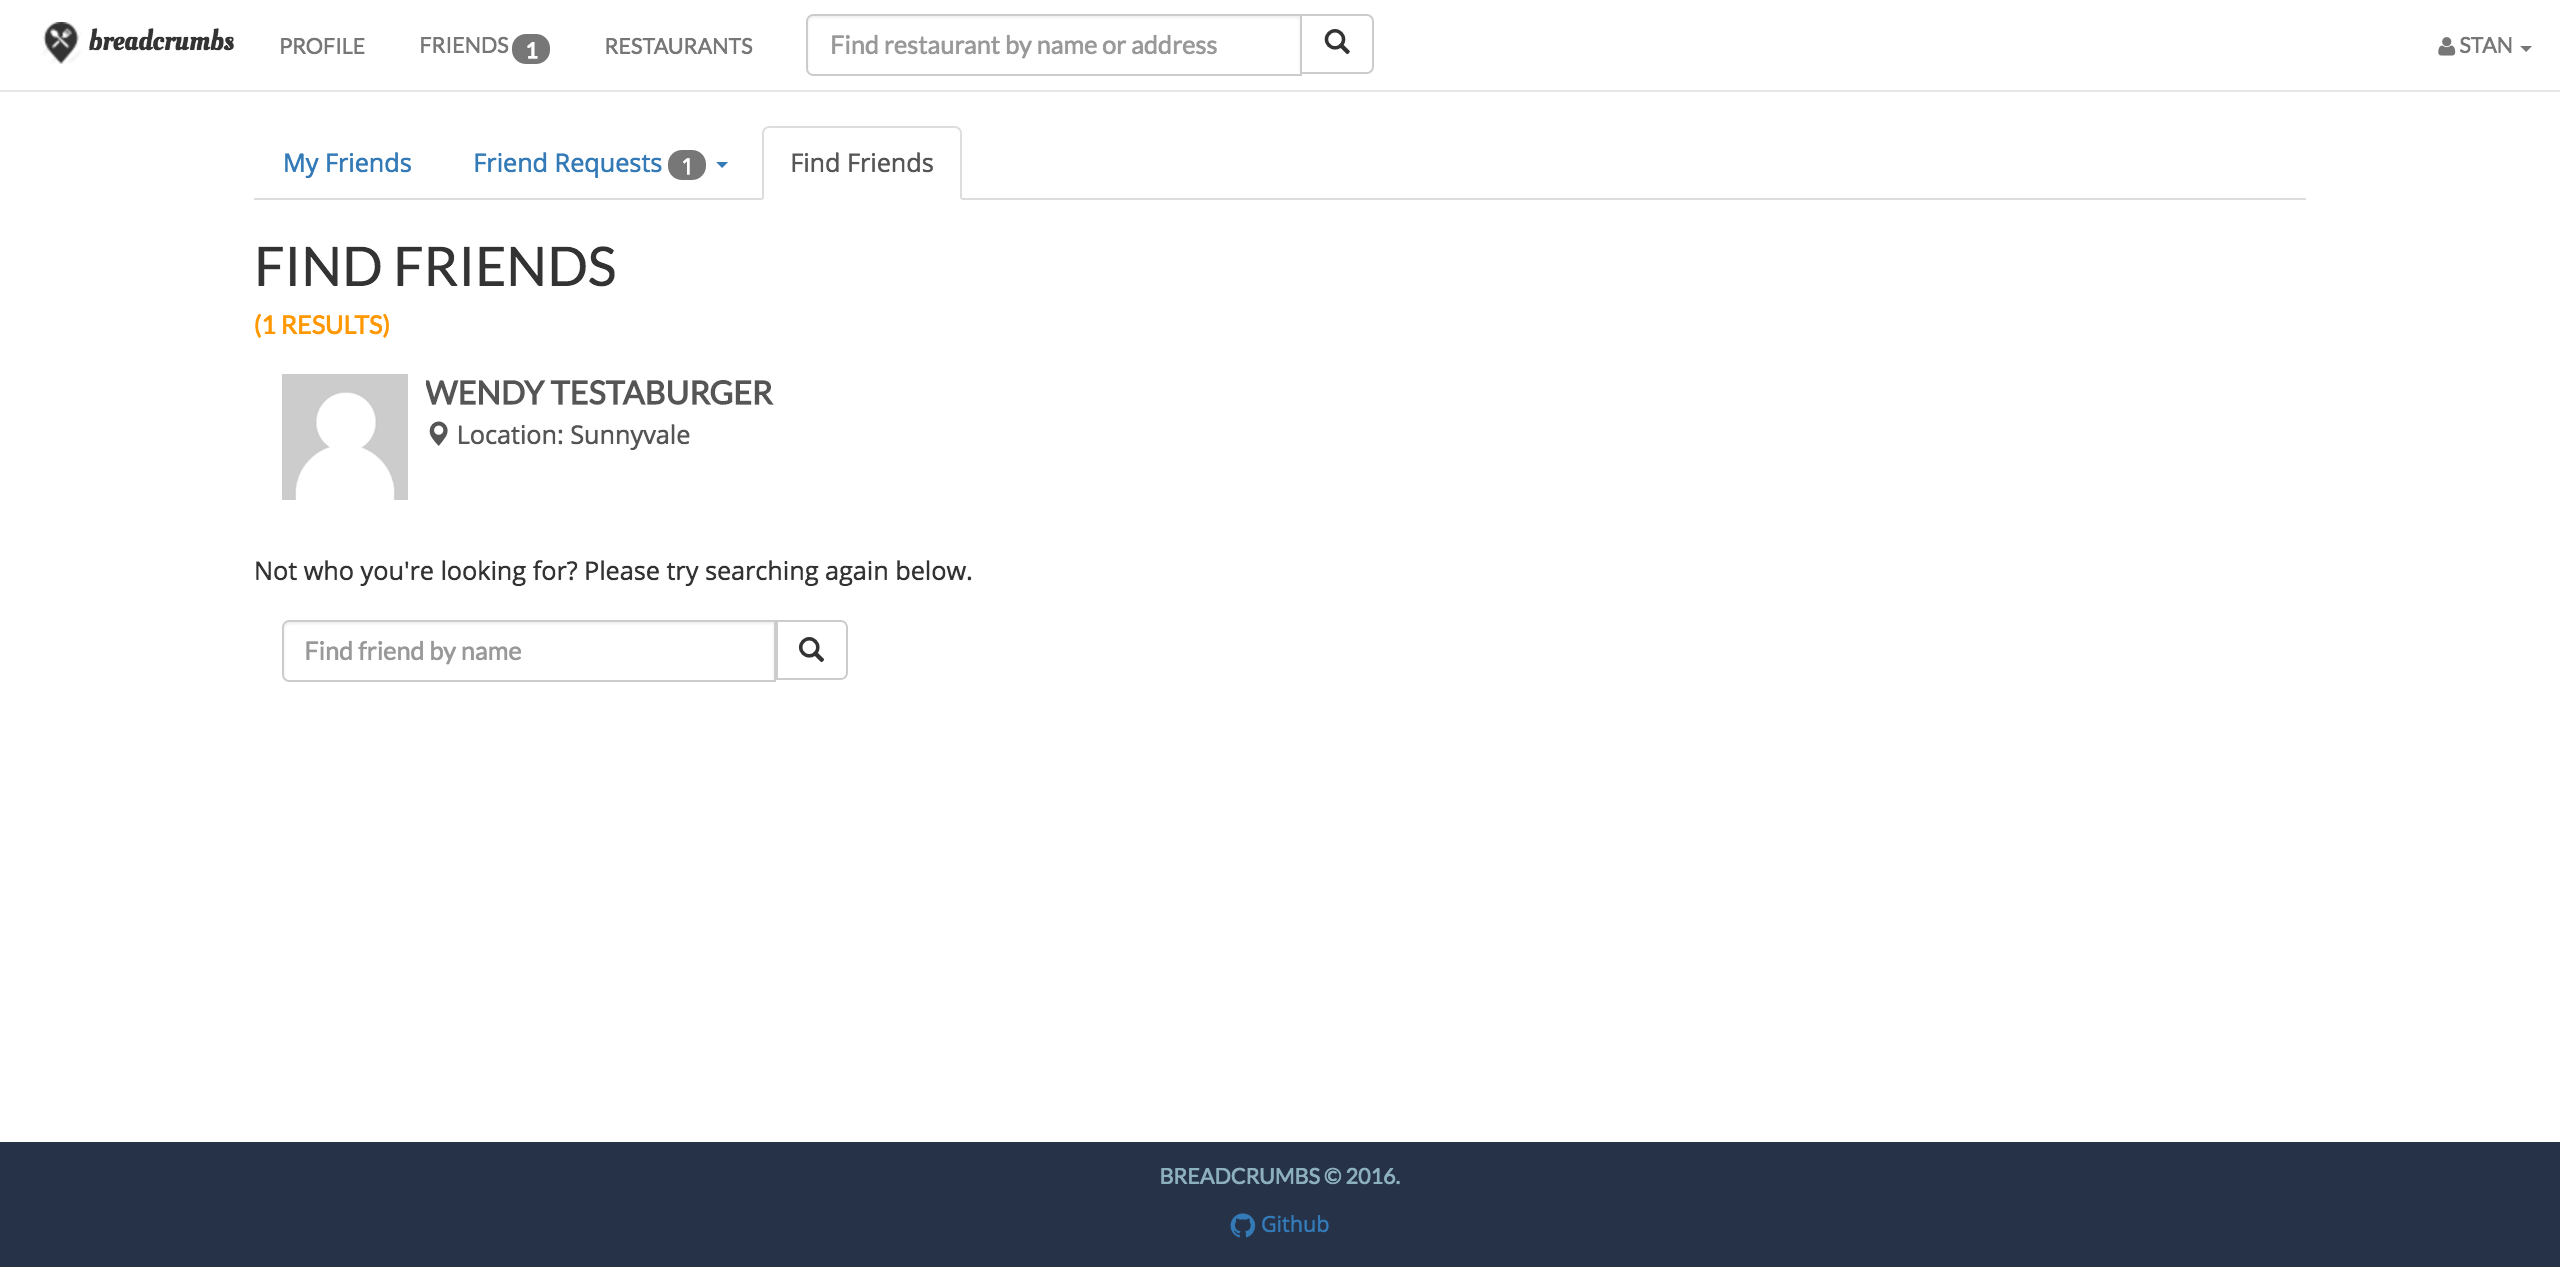 breadcrumbs PROFILE FRIENDS 1 RESTAURANTS Find restaurant by name or address STAN
My Friends Friend Requests 1 Find Friends
FIND FRIENDS
(1 RESULTS)
WENDY TESTABURGER
Location: Sunnyvale
Not who you're looking for? Please try searching again below.
Find friend by name
BREADCRUMBS © 2016.
Github